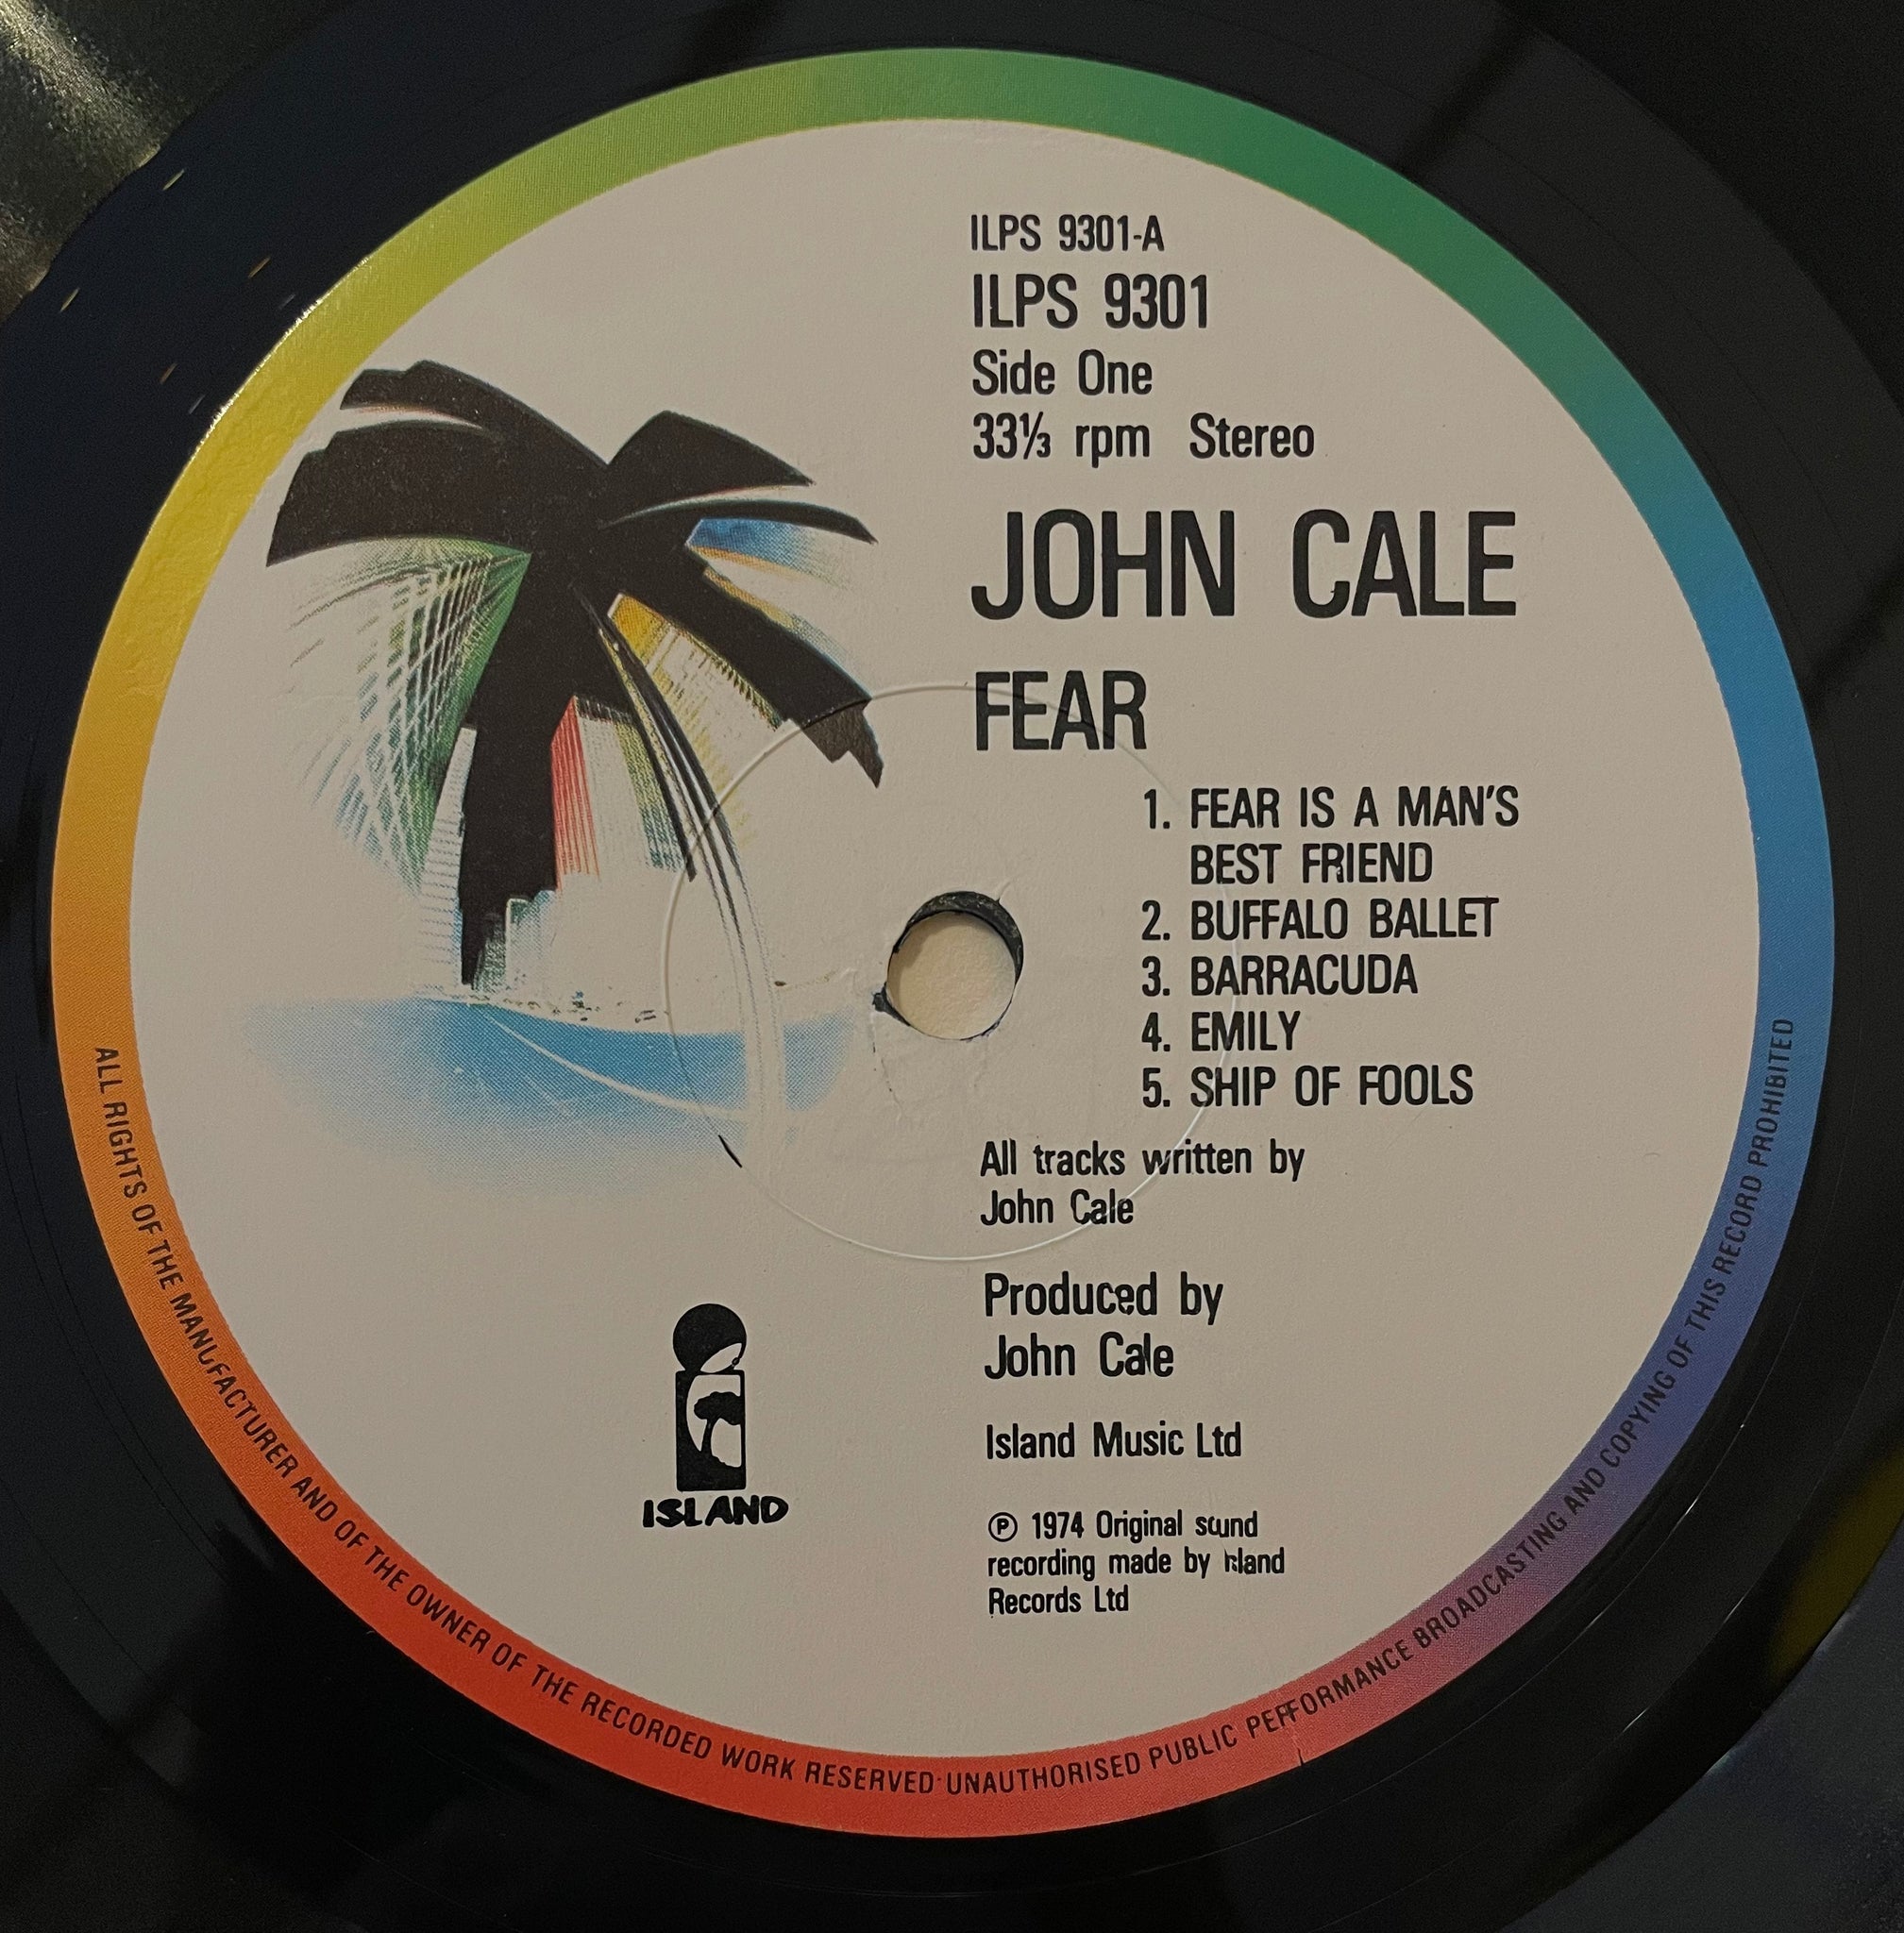 ILPS 9301-A
ILPS 9301
Side One
33⅓ rpm Stereo
JOHN CALE
FEAR
1. FEAR IS A MAN'S
BEST FRIEND
2. BUFFALO BALLET
3. BARRACUDA
4. EMILY
5. SHIP OF FOOLS
All tracks written by
John Cale
Produced by
John Cale
Island Music Ltd
℗ 1974 Original sound
recording made by Island
Records Ltd
ISLAND
ALL RIGHTS OF THE MANUFACTURER AND OF THE OWNER OF THE RECORDED WORK RESERVED·UNAUTHORISED PUBLIC PERFORMANCE BROADCASTING AND COPYING OF THIS RECORD PROHIBITED